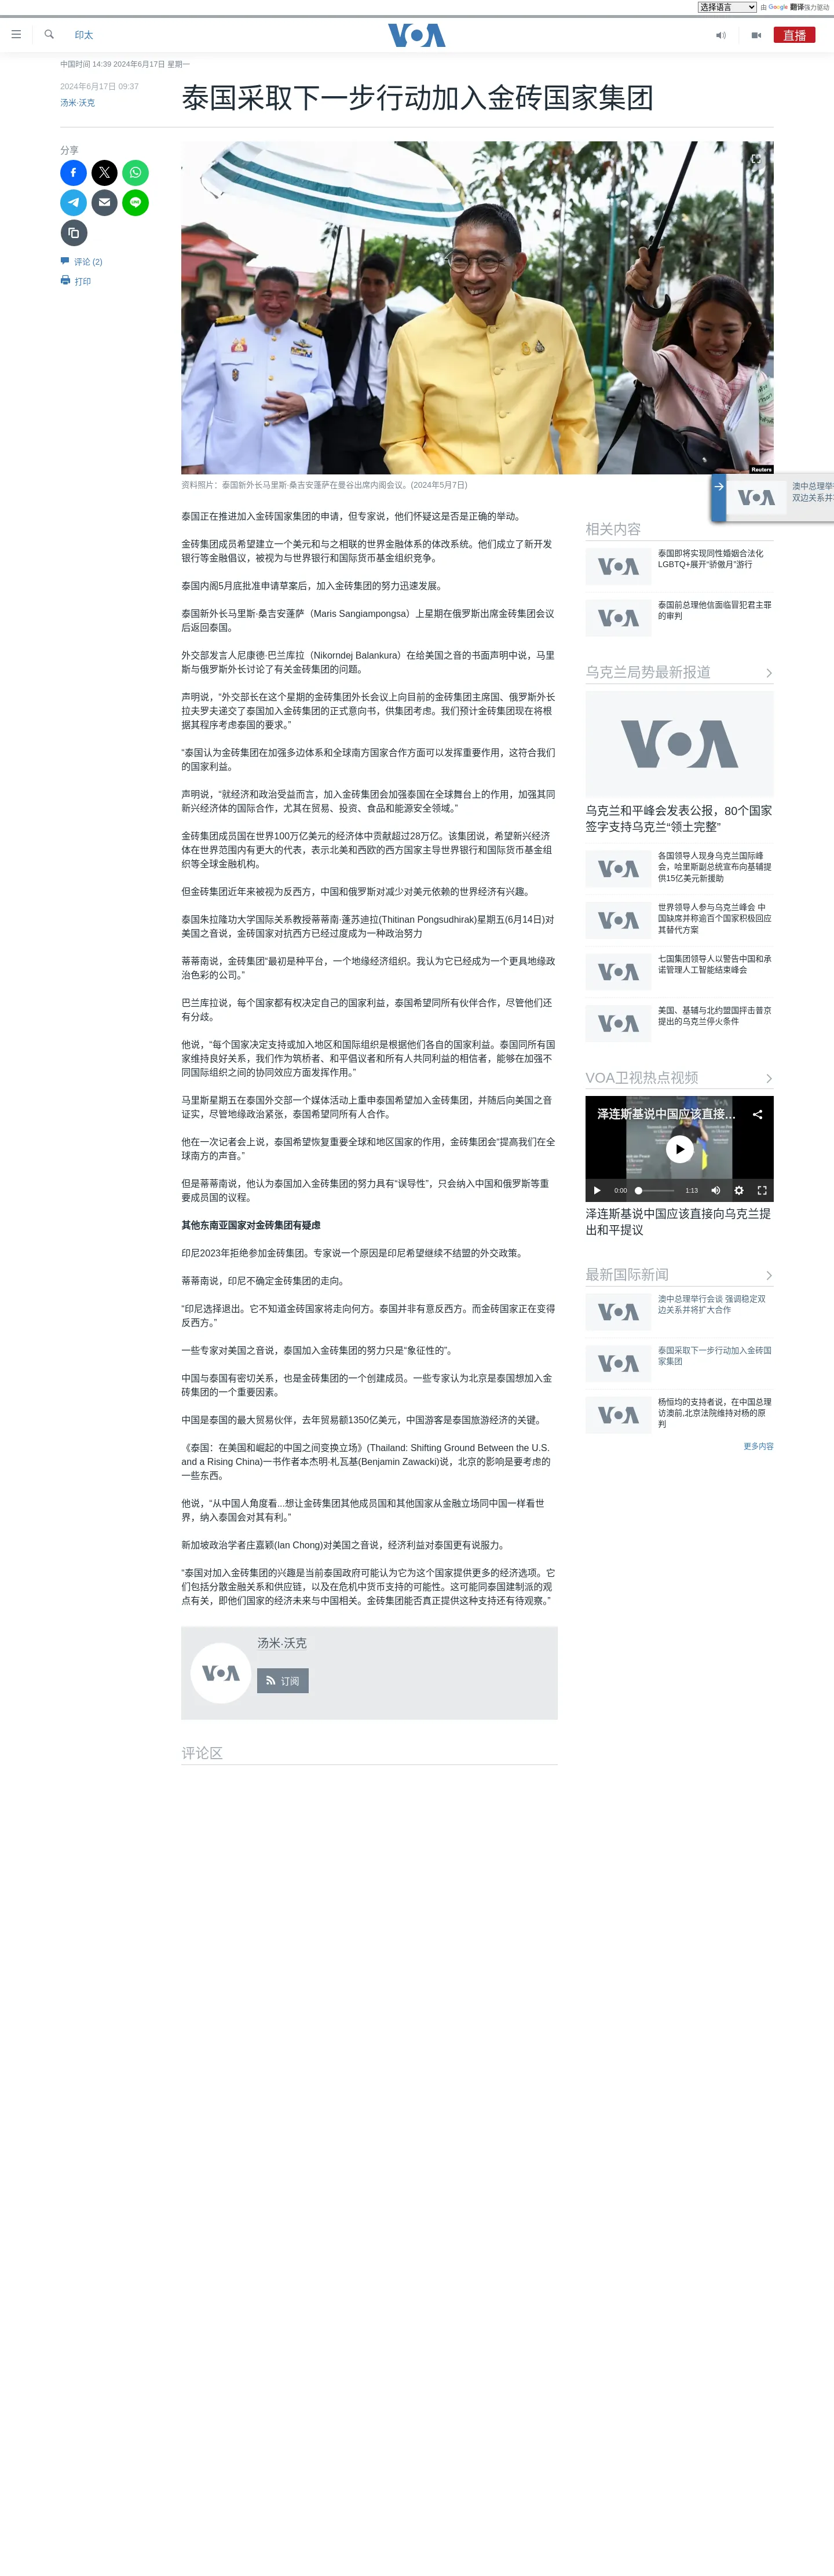 选择语言
由 Google 翻译强力驱动
印太
VOA
直播
中国时间 14:39 2024年6月17日 星期一
2024年6月17日 09:37
汤米·沃克
泰国采取下一步行动加入金砖国家集团
分享
评论 (2)
打印
Reuters
资料照片：泰国新外长马里斯·桑吉安蓬萨在曼谷出席内阁会议。(2024年5月7日)
泰国正在推进加入金砖国家集团的申请，但专家说，他们怀疑这是否是正确的举动。
金砖集团成员希望建立一个美元和与之相联的世界金融体系的体改系统。他们成立了新开发
银行等金融倡议，被视为与世界银行和国际货币基金组织竞争。
泰国内阁5月底批准申请草案后，加入金砖集团的努力迅速发展。
泰国新外长马里斯·桑吉安蓬萨（Maris Sangiampongsa）上星期在俄罗斯出席金砖集团会议
后返回泰国。
外交部发言人尼康德·巴兰库拉（Nikorndej Balankura）在给美国之音的书面声明中说，马里
斯与俄罗斯外长讨论了有关金砖集团的问题。
声明说，“外交部长在这个星期的金砖集团外长会议上向目前的金砖集团主席国、俄罗斯外长
拉夫罗夫递交了泰国加入金砖集团的正式意向书，供集团考虑。我们预计金砖集团现在将根
据其程序考虑泰国的要求。”
“泰国认为金砖集团在加强多边体系和全球南方国家合作方面可以发挥重要作用，这符合我们
的国家利益。
声明说，“就经济和政治受益而言，加入金砖集团会加强泰国在全球舞台上的作用，加强其同
新兴经济体的国际合作，尤其在贸易、投资、食品和能源安全领域。”
金砖集团成员国在世界100万亿美元的经济体中贡献超过28万亿。该集团说，希望新兴经济
体在世界范围内有更大的代表，表示北美和西欧的西方国家主导世界银行和国际货币基金组
织等全球金融机构。
但金砖集团近年来被视为反西方，中国和俄罗斯对减少对美元依赖的世界经济有兴趣。
泰国朱拉隆功大学国际关系教授蒂蒂南·蓬苏迪拉(Thitinan Pongsudhirak)星期五(6月14日)对
美国之音说，金砖国家对抗西方已经过度成为一种政治努力
蒂蒂南说，金砖集团“最初是种平台，一个地缘经济组织。我认为它已经成为一个更具地缘政
治色彩的公司。”
巴兰库拉说，每个国家都有权决定自己的国家利益，泰国希望同所有伙伴合作，尽管他们还
有分歧。
他说，“每个国家决定支持或加入地区和国际组织是根据他们各自的国家利益。泰国同所有国
家维持良好关系，我们作为筑桥者、和平倡议者和所有人共同利益的相信者，能够在加强不
同国际组织之间的协同效应方面发挥作用。”
马里斯星期五在泰国外交部一个媒体活动上重申泰国希望加入金砖集团，并随后向美国之音
证实，尽管地缘政治紧张，泰国希望同所有人合作。
他在一次记者会上说，泰国希望恢复重要全球和地区国家的作用，金砖集团会“提高我们在全
球南方的声音。”
但是蒂蒂南说，他认为泰国加入金砖集团的努力具有“误导性”，只会纳入中国和俄罗斯等重
要成员国的议程。
其他东南亚国家对金砖集团有疑虑
印尼2023年拒绝参加金砖集团。专家说一个原因是印尼希望继续不结盟的外交政策。
蒂蒂南说，印尼不确定金砖集团的走向。
“印尼选择退出。它不知道金砖国家将走向何方。泰国并非有意反西方。而金砖国家正在变得
反西方。”
一些专家对美国之音说，泰国加入金砖集团的努力只是“象征性的”。
中国与泰国有密切关系，也是金砖集团的一个创建成员。一些专家认为北京是泰国想加入金
砖集团的一个重要因素。
中国是泰国的最大贸易伙伴，去年贸易额1350亿美元，中国游客是泰国旅游经济的关键。
《泰国：在美国和崛起的中国之间变换立场》(Thailand: Shifting Ground Between the U.S.
and a Rising China)一书作者本杰明·札瓦基(Benjamin Zawacki)说，北京的影响是要考虑的
一些东西。
他说，“从中国人角度看...想让金砖集团其他成员国和其他国家从金融立场同中国一样看世
界，纳入泰国会对其有利。”
新加坡政治学者庄嘉颖(Ian Chong)对美国之音说，经济利益对泰国更有说服力。
“泰国对加入金砖集团的兴趣是当前泰国政府可能认为它为这个国家提供更多的经济选项。它
们包括分散金融关系和供应链，以及在危机中货币支持的可能性。这可能同泰国建制派的观
点有关，即他们国家的经济未来与中国相关。金砖集团能否真正提供这种支持还有待观察。”
汤米·沃克
订阅
评论区
VOA
澳中总理举
双边关系并
相关内容
泰国即将实现同性婚姻合法化
LGBTQ+展开“骄傲月”游行
泰国前总理他信面临冒犯君主罪
的审判
乌克兰局势最新报道
乌克兰和平峰会发表公报，80个国家
签字支持乌克兰“领土完整”
各国领导人现身乌克兰国际峰
会，哈里斯副总统宣布向基辅提
供15亿美元新援助
世界领导人参与乌克兰峰会 中
国缺席并称逾百个国家积极回应
其替代方案
七国集团领导人以警告中国和承
诺管理人工智能结束峰会
美国、基辅与北约盟国抨击普京
提出的乌克兰停火条件
VOA卫视热点视频
泽连斯基说中国应该直接...
0:00
1:13
泽连斯基说中国应该直接向乌克兰提
出和平提议
最新国际新闻
澳中总理举行会谈 强调稳定双
边关系并将扩大合作
泰国采取下一步行动加入金砖国
家集团
杨恒均的支持者说，在中国总理
访澳前,北京法院维持对杨的原
判
更多内容